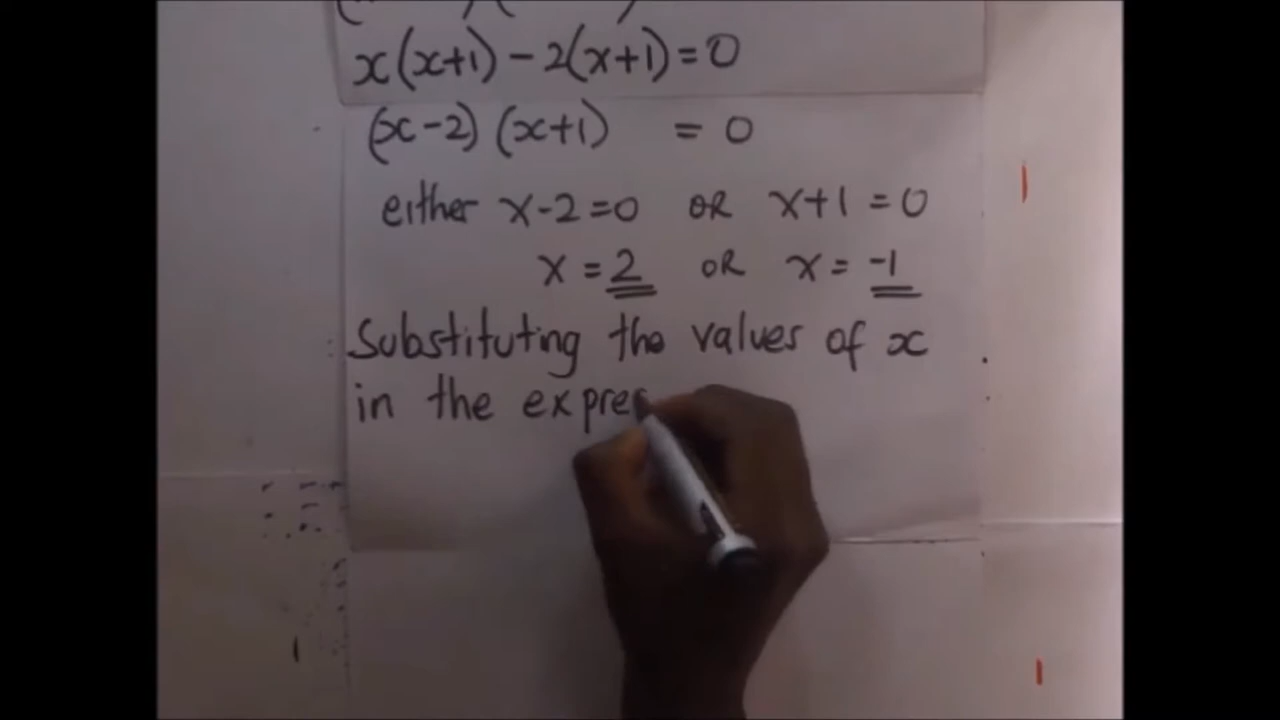 x(x+1) - 2(x+1) = 0
(x-2) (x+1) = 0
either x-2=0 OR x+1 = 0
x = 2 OR x = -1
Substituting the values of x
in the expres